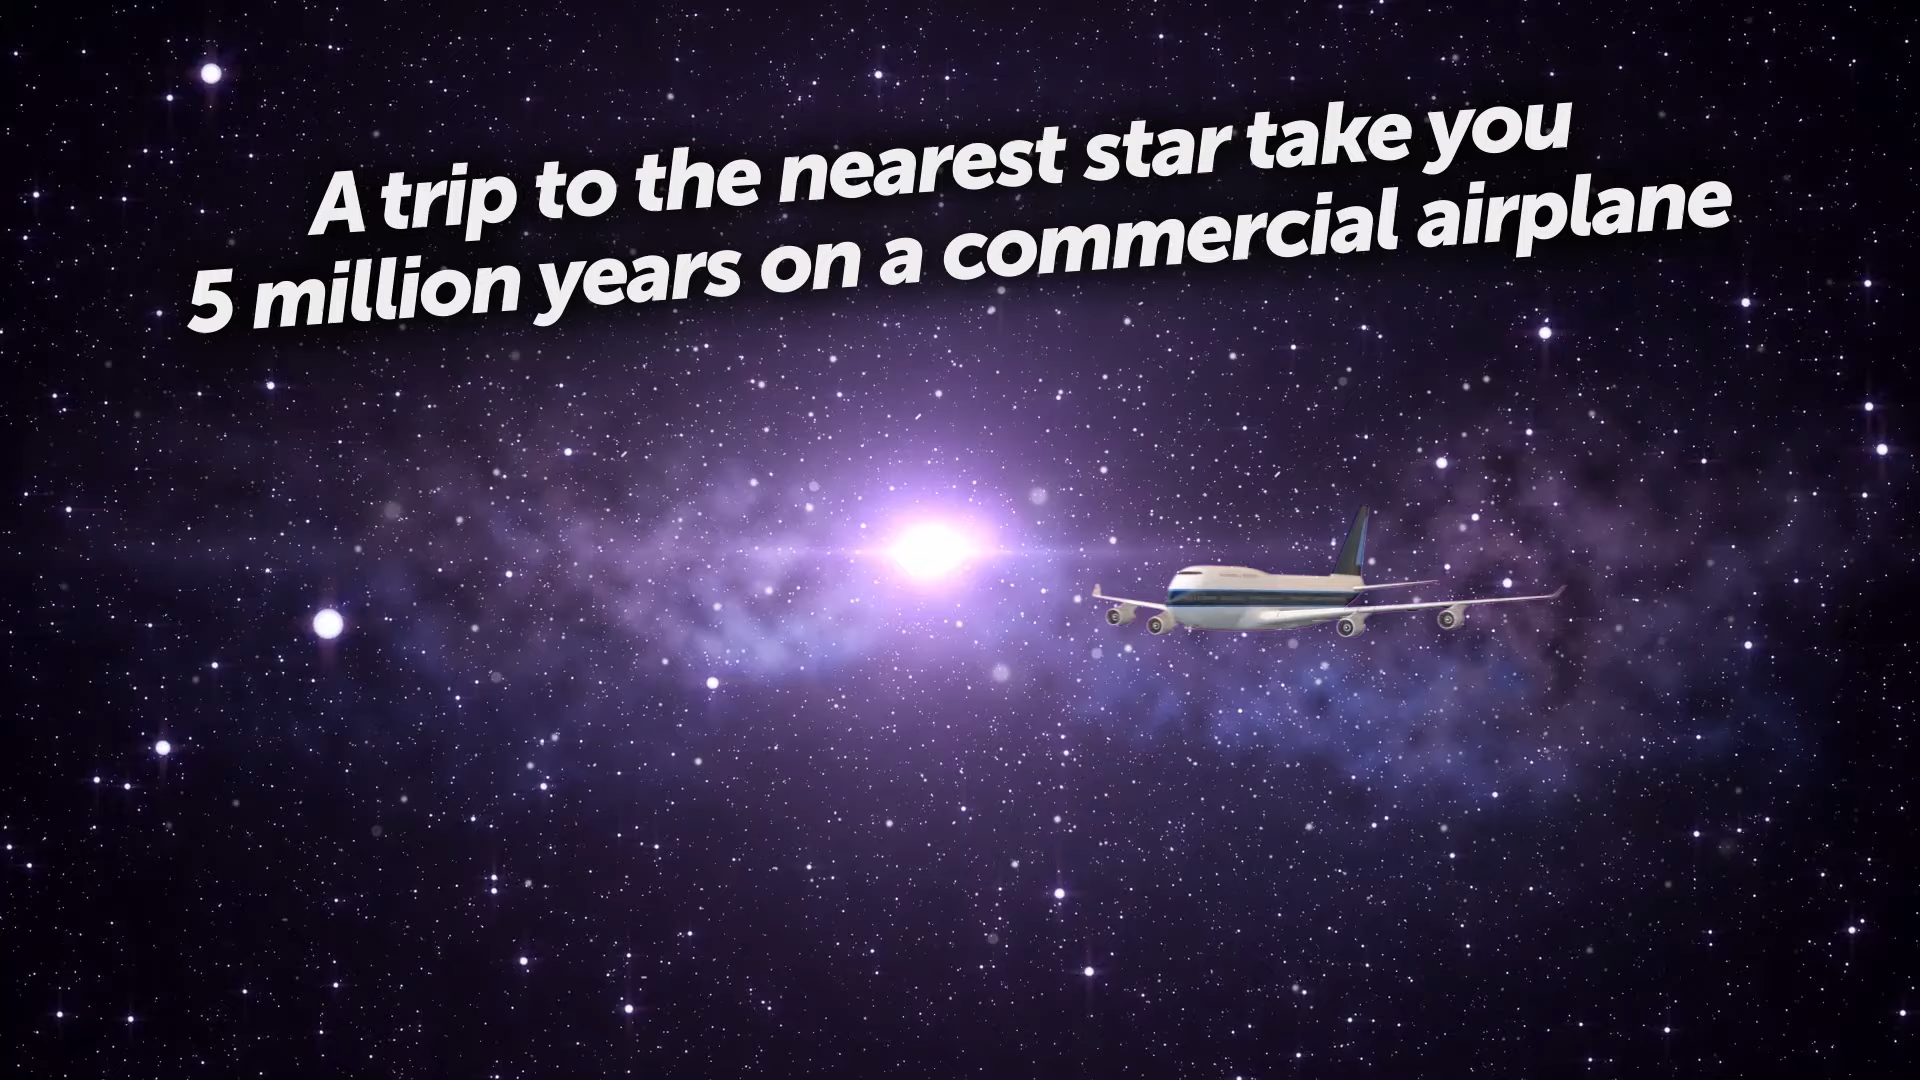 A trip to the nearest star take you
5 million years on a commercial airplane